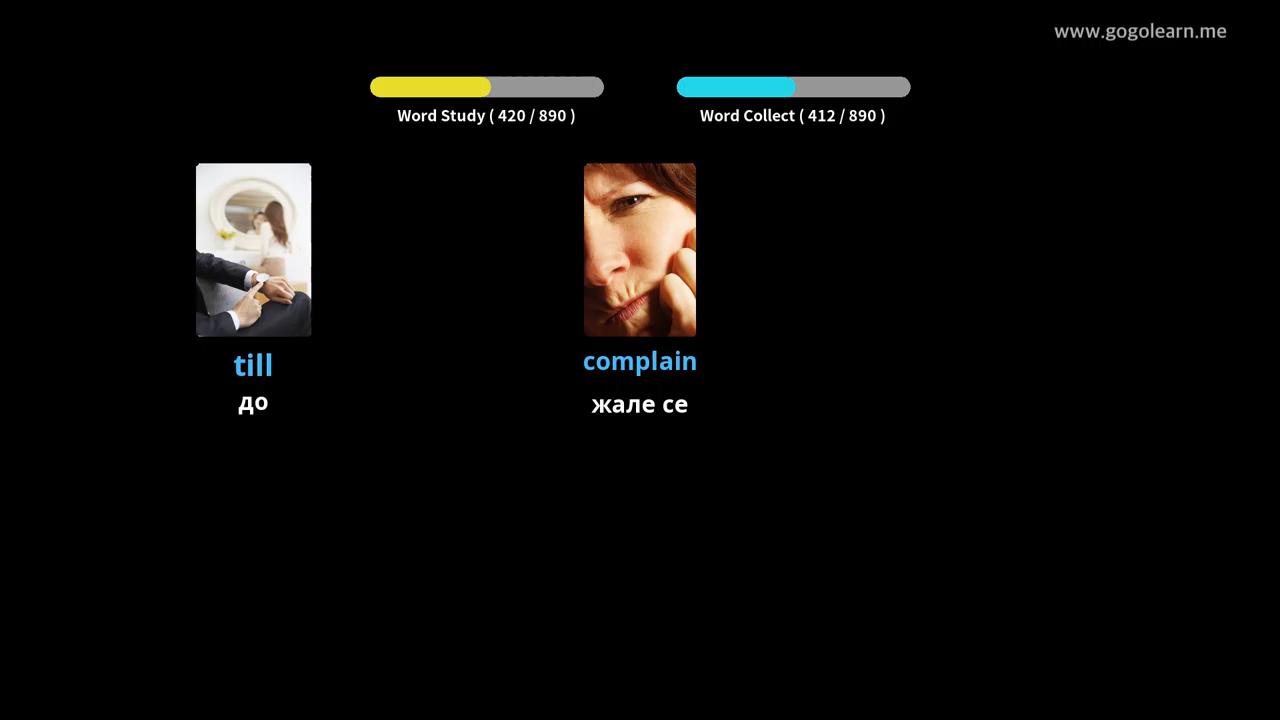 www.gogolearn.me
Word Study ( 420 / 890 )
Word Collect ( 412 / 890 )
till
до
complain
жале се